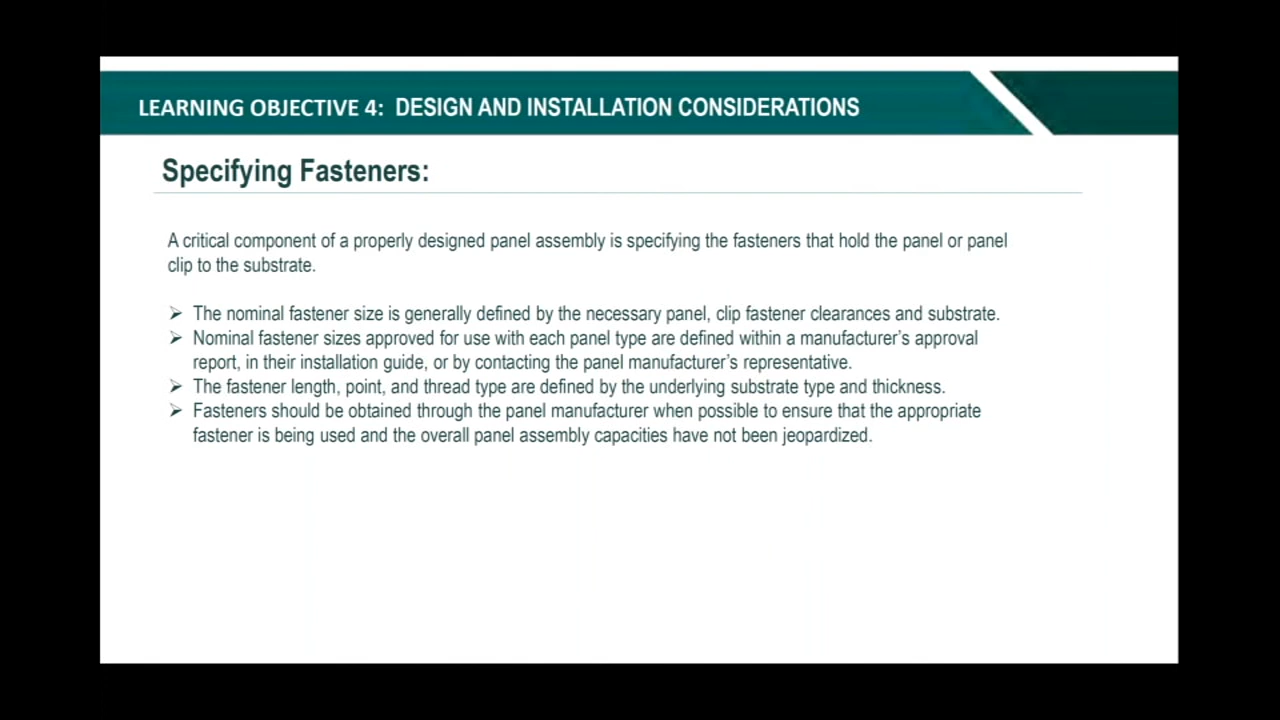 LEARNING OBJECTIVE 4: DESIGN AND INSTALLATION CONSIDERATIONS
Specifying Fasteners:
A critical component of a properly designed panel assembly is specifying the fasteners that hold the panel or panel
clip to the substrate.
➢ The nominal fastener size is generally defined by the necessary panel, clip fastener clearances and substrate.
➢ Nominal fastener sizes approved for use with each panel type are defined within a manufacturer’s approval
report, in their installation guide, or by contacting the panel manufacturer’s representative.
➢ The fastener length, point, and thread type are defined by the underlying substrate type and thickness.
➢ Fasteners should be obtained through the panel manufacturer when possible to ensure that the appropriate
fastener is being used and the overall panel assembly capacities have not been jeopardized.